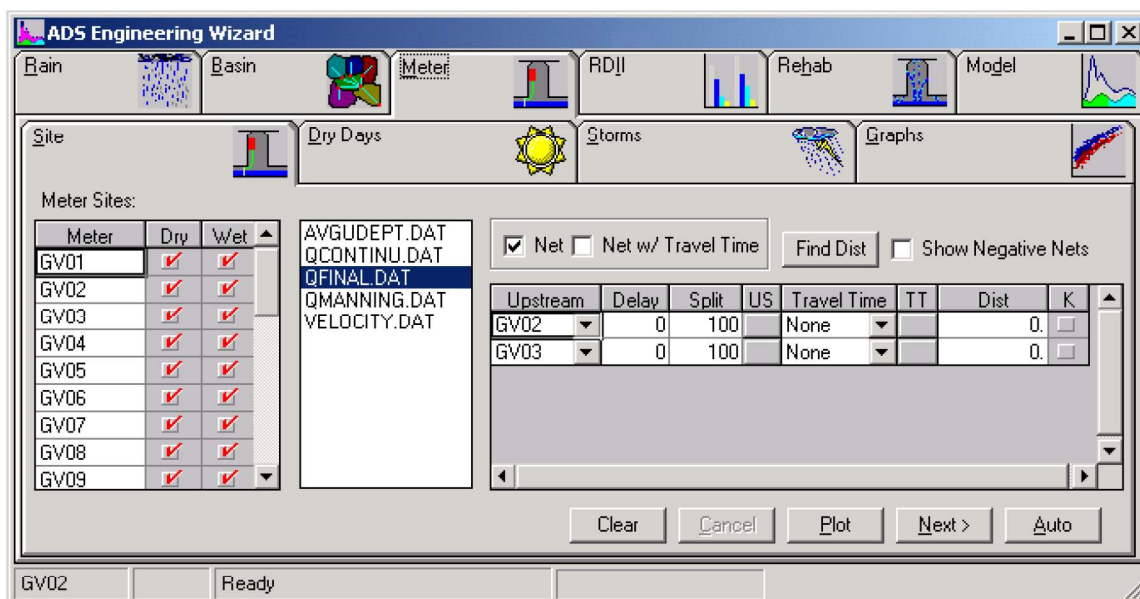 ADS Engineering Wizard
Rain Basin Meter RDII Rehab Model
Site Dry Days Storms Graphs
Meter Sites:
Meter Dry Wet
GV01
GV02
GV03
GV04
GV05
GV06
GV07
GV08
GV09
AVGUDEPT.DAT
QCONTINU.DAT
QFINAL.DAT
QMANNING.DAT
VELOCITY.DAT
Net Net w/ Travel Time Find Dist Show Negative Nets
Upstream Delay Split US Travel Time TT Dist K
GV02 0 100 None 0.
GV03 0 100 None 0.
Clear Cancel Plot Next > Auto
GV02 Ready